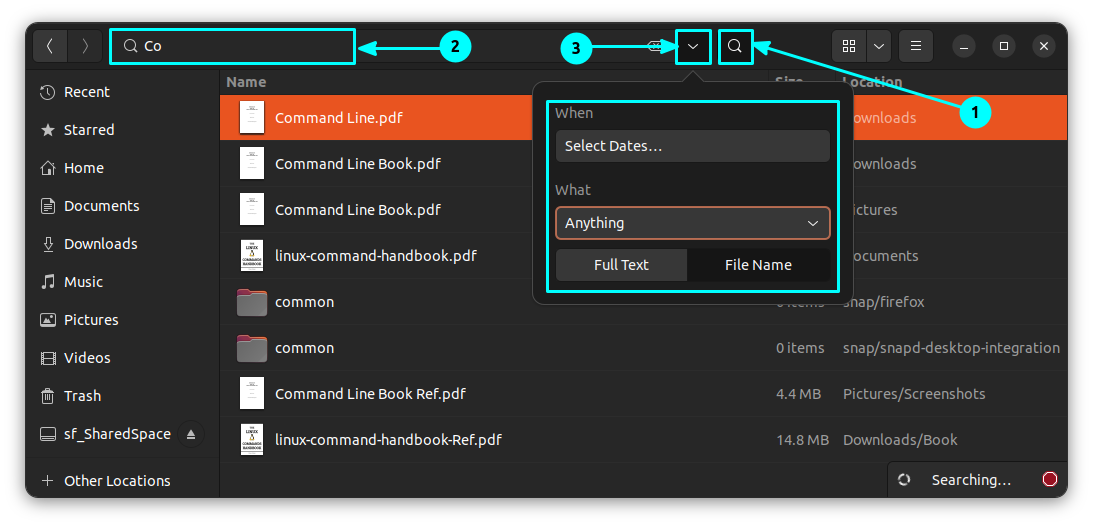 Co
2
3
1
Name
Size
Location
Recent
Starred
Home
Documents
Downloads
Music
Pictures
Videos
Trash
sf_SharedSpace
Other Locations
Command Line.pdf
ownloads
Command Line Book.pdf
ownloads
Command Line Book.pdf
ictures
linux-command-handbook.pdf
ocuments
common
0 items
snap/firefox
common
0 items
snap/snapd-desktop-integration
Command Line Book Ref.pdf
4.4 MB
Pictures/Screenshots
linux-command-handbook-Ref.pdf
14.8 MB
Downloads/Book
When
Select Dates...
What
Anything
Full Text
File Name
Searching...